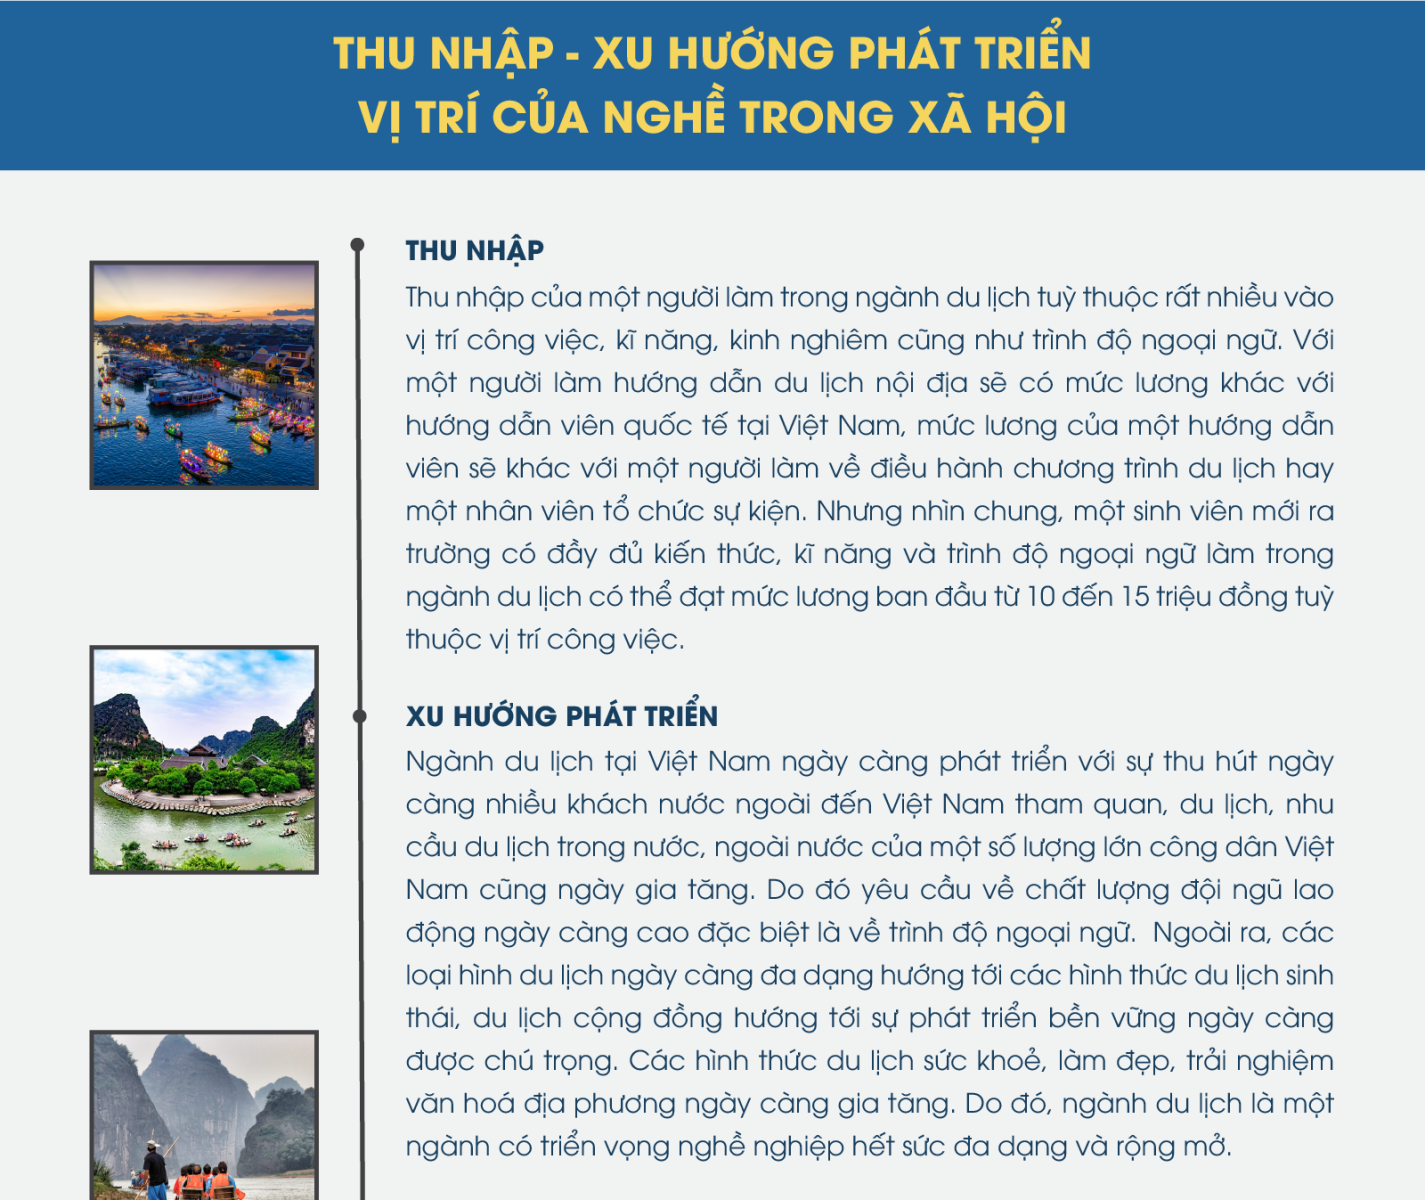 THU NHẬP - XU HƯỚNG PHÁT TRIỂN
VỊ TRÍ CỦA NGHỀ TRONG XÃ HỘI
THU NHẬP
Thu nhập của một người làm trong ngành du lịch tuỳ thuộc rất nhiều vào
vị trí công việc, kĩ năng, kinh nghiêm cũng như trình độ ngoại ngữ. Với
một người làm hướng dẫn du lịch nội địa sẽ có mức lương khác với
hướng dẫn viên quốc tế tại Việt Nam, mức lương của một hướng dẫn
viên sẽ khác với một người làm về điều hành chương trình du lịch hay
một nhân viên tổ chức sự kiện. Nhưng nhìn chung, một sinh viên mới ra
trường có đầy đủ kiến thức, kĩ năng và trình độ ngoại ngữ làm trong
ngành du lịch có thể đạt mức lương ban đầu từ 10 đến 15 triệu đồng tuỳ
thuộc vị trí công việc.
XU HƯỚNG PHÁT TRIỂN
Ngành du lịch tại Việt Nam ngày càng phát triển với sự thu hút ngày
càng nhiều khách nước ngoài đến Việt Nam tham quan, du lịch, nhu
cầu du lịch trong nước, ngoài nước của một số lượng lớn công dân Việt
Nam cũng ngày gia tăng. Do đó yêu cầu về chất lượng đội ngũ lao
động ngày càng cao đặc biệt là về trình độ ngoại ngữ. Ngoài ra, các
loại hình du lịch ngày càng đa dạng hướng tới các hình thức du lịch sinh
thái, du lịch cộng đồng hướng tới sự phát triển bền vững ngày càng
được chú trọng. Các hình thức du lịch sức khoẻ, làm đẹp, trải nghiệm
văn hoá địa phương ngày càng gia tăng. Do đó, ngành du lịch là một
ngành có triển vọng nghề nghiệp hết sức đa dạng và rộng mở.